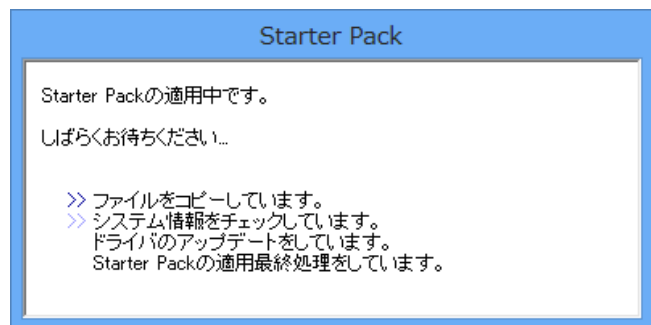 Starter Pack
Starter Packの適用中です。
しばらくお待ちください...
>> ファイルをコピーしています。
>> システム情報をチェックしています。
ドライバのアップデートをしています。
Starter Packの適用最終処理をしています。